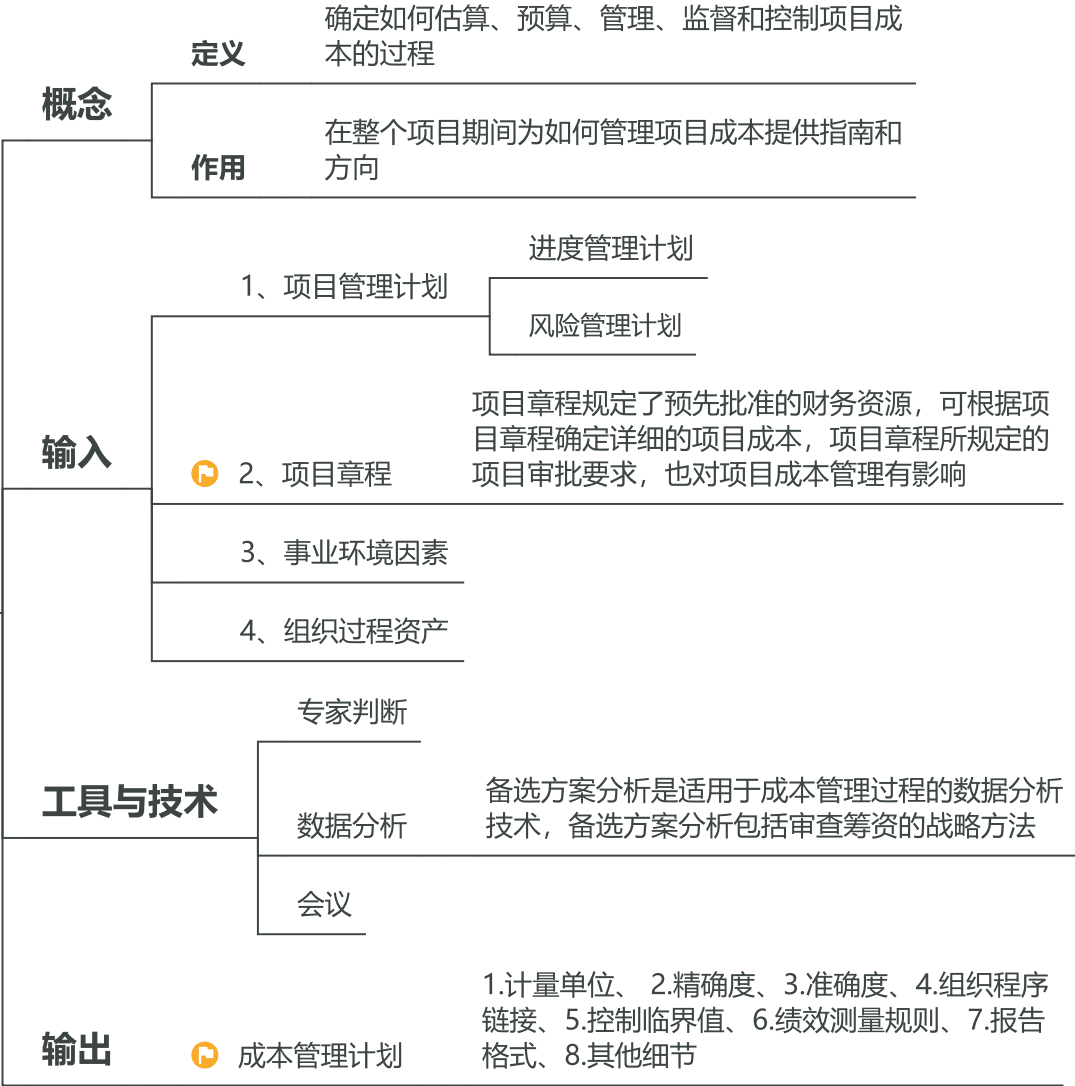 概念
定义
确定如何估算、预算、管理、监督和控制项目成
本的过程
作用
在整个项目期间为如何管理项目成本提供指南和
方向
输入
1、项目管理计划
进度管理计划
风险管理计划
2、项目章程
项目章程规定了预先批准的财务资源，可根据项
目章程确定详细的项目成本，项目章程所规定的
项目审批要求，也对项目成本管理有影响
3、事业环境因素
4、组织过程资产
工具与技术
专家判断
数据分析
备选方案分析是适用于成本管理过程的数据分析
技术，备选方案分析包括审查筹资的战略方法
会议
输出
成本管理计划
1.计量单位、 2.精确度、3.准确度、4.组织程序
链接、5.控制临界值、6.绩效测量规则、7.报告
格式、8.其他细节